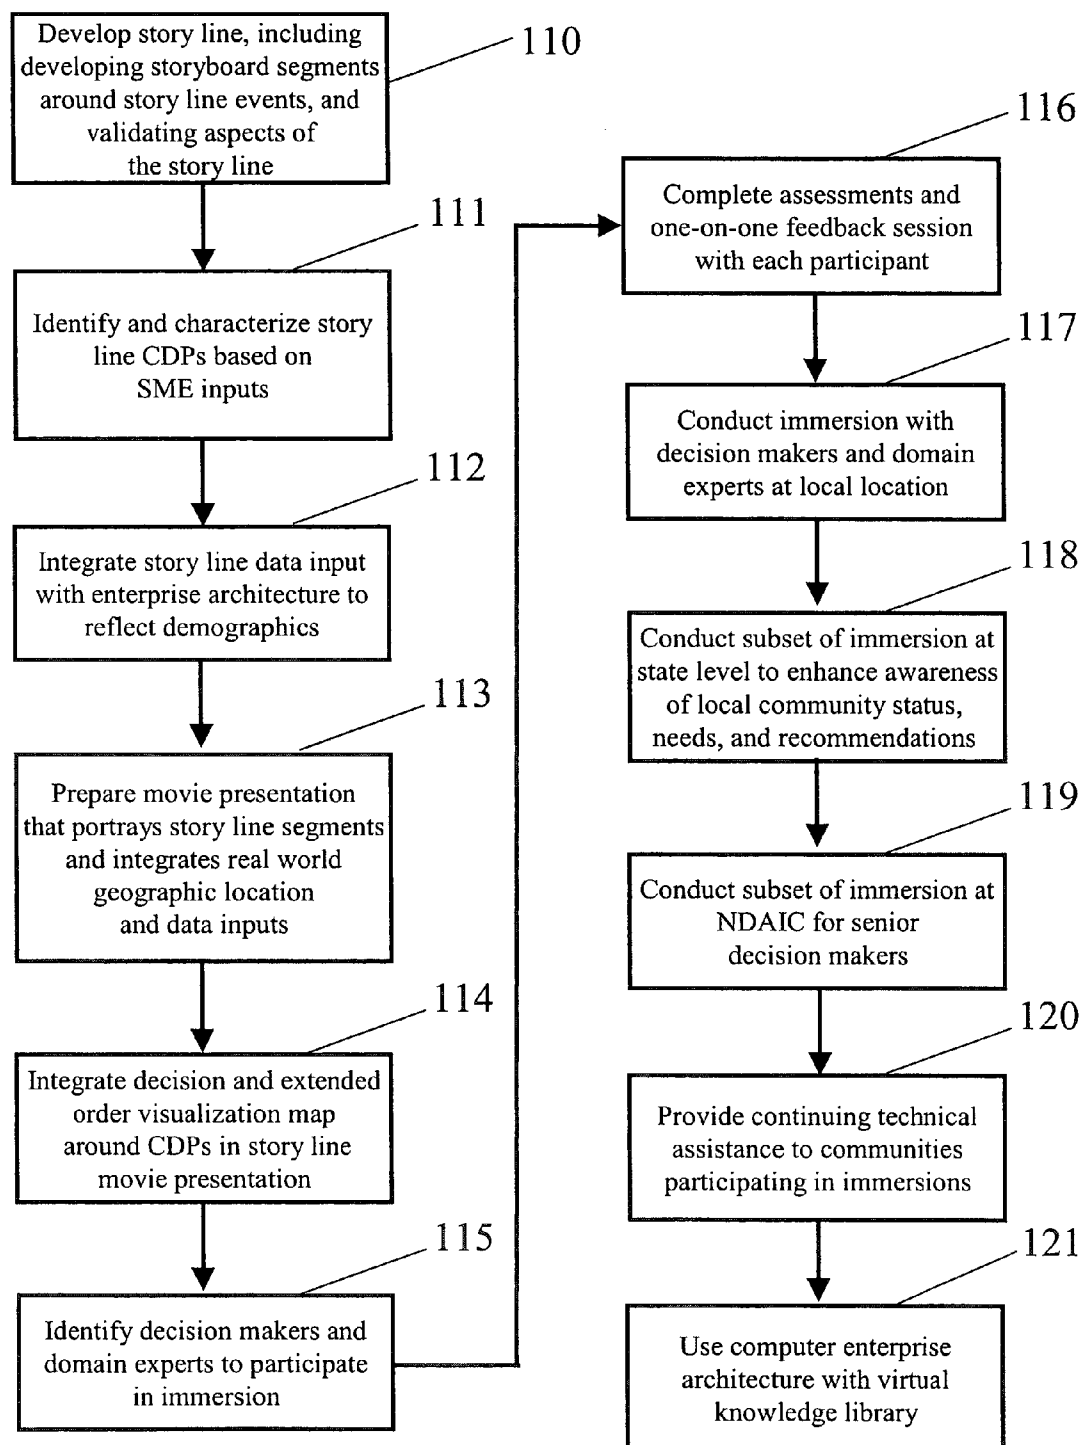 Develop story line, including
developing storyboard segments
around story line events, and
validating aspects of
the story line
110
111
Identify and characterize story
line CDPs based on
SME inputs
112
Integrate story line data input
with enterprise architecture to
reflect demographics
113
Prepare movie presentation
that portrays story line segments
and integrates real world
geographic location
and data inputs
114
Integrate decision and extended
order visualization map
around CDPs in story line
movie presentation
115
Identify decision makers and
domain experts to participate
in immersion
116
Complete assessments and
one-on-one feedback session
with each participant
117
Conduct immersion with
decision makers and domain
experts at local location
118
Conduct subset of immersion at
state level to enhance awareness
of local community status,
needs, and recommendations
119
Conduct subset of immersion at
NDAIC for senior
decision makers
120
Provide continuing technical
assistance to communities
participating in immersions
121
Use computer enterprise
architecture with virtual
knowledge library